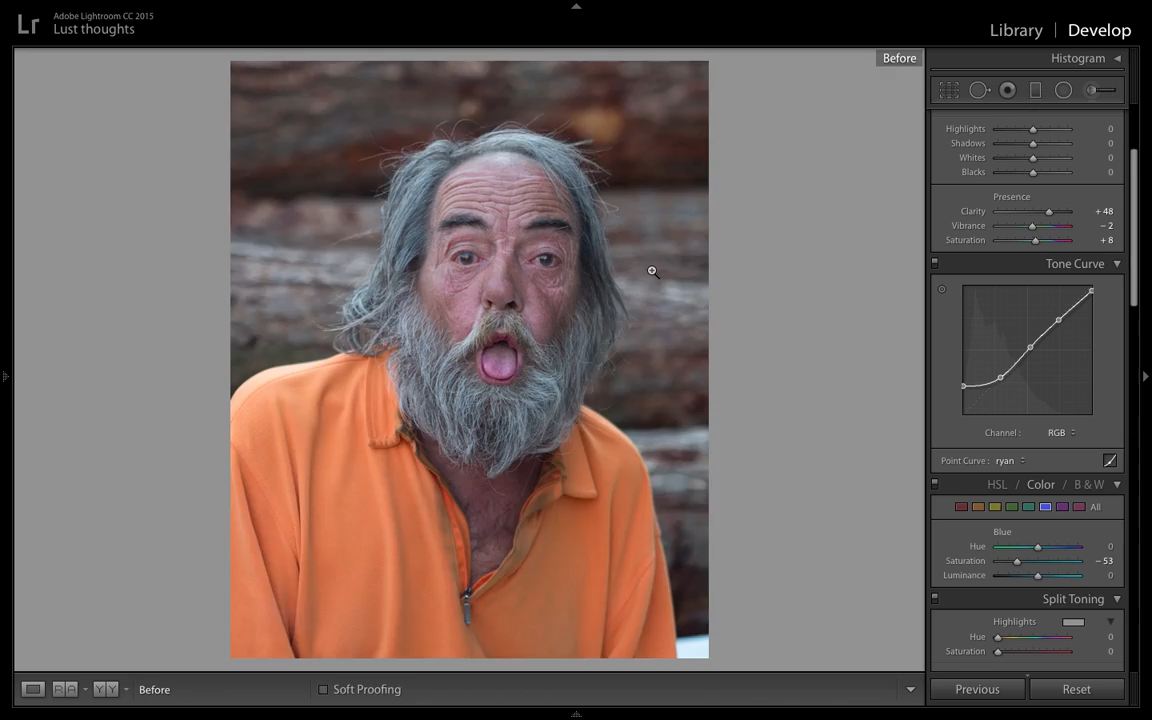 Lr
Adobe Lightroom CC 2015
Lust thoughts
Library | Develop
Before
Histogram
Highlights 0
Shadows 0
Whites 0
Blacks 0
Presence
Clarity + 48
Vibrance − 2
Saturation + 8
Tone Curve
Channel : RGB
Point Curve : ryan
HSL / Color / B & W
All
Blue
Hue 0
Saturation − 53
Luminance 0
Split Toning
Highlights
Hue 0
Saturation 0
R A
Y Y
Before
Soft Proofing
Previous
Reset